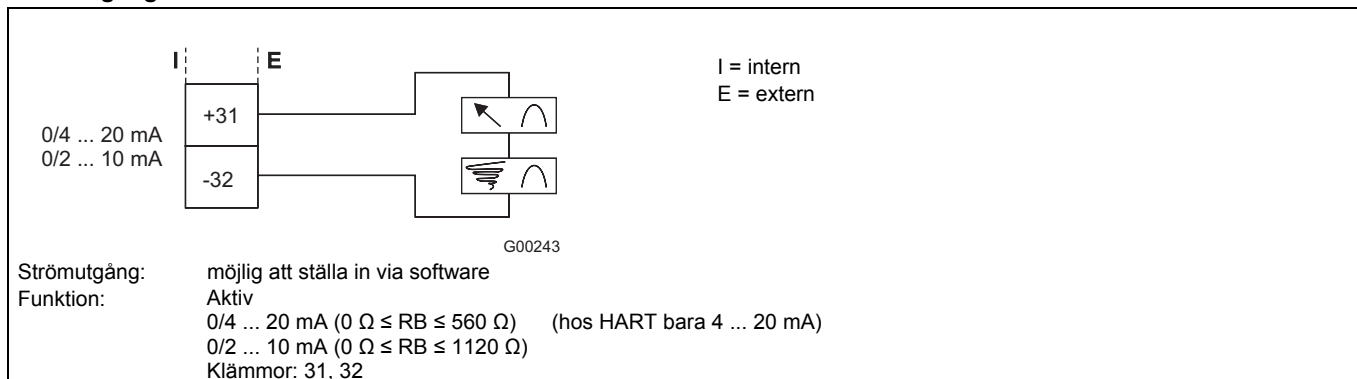 I E
+31
0/4 ... 20 mA
0/2 ... 10 mA
-32
I = intern
E = extern
G00243
Strömutgång: möjlig att ställa in via software
Funktion: Aktiv
0/4 ... 20 mA (0 Ω ≤ RB ≤ 560 Ω) (hos HART bara 4 ... 20 mA)
0/2 ... 10 mA (0 Ω ≤ RB ≤ 1120 Ω)
Klämmor: 31, 32